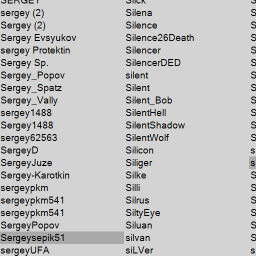 SERGEY Slick
sergey (2) Silena S
Sergey (2) Silence S
Sergey Evsyukov Silence26Death S
Sergey Protektin Silencer S
Sergey Sp. SilencerDED S
Sergey_Popov silent S
Sergey_Spatz Silent S
Sergey_Vally Silent_Bob S
sergey1488 SilentHell S
Sergey1488 SilentShadow S
sergey62563 SilentWolf S
SergeyD Silicon s
SergeyJuze Siliger s
Sergey-Karotkin Silke S
sergeypkm Silli S
sergeypkm541 Silrus S
sergeypkm541 SiltyEye S
SergeyPopov Siluan S
Sergeysepik51 silvan S
sergeyUFA siLVer S